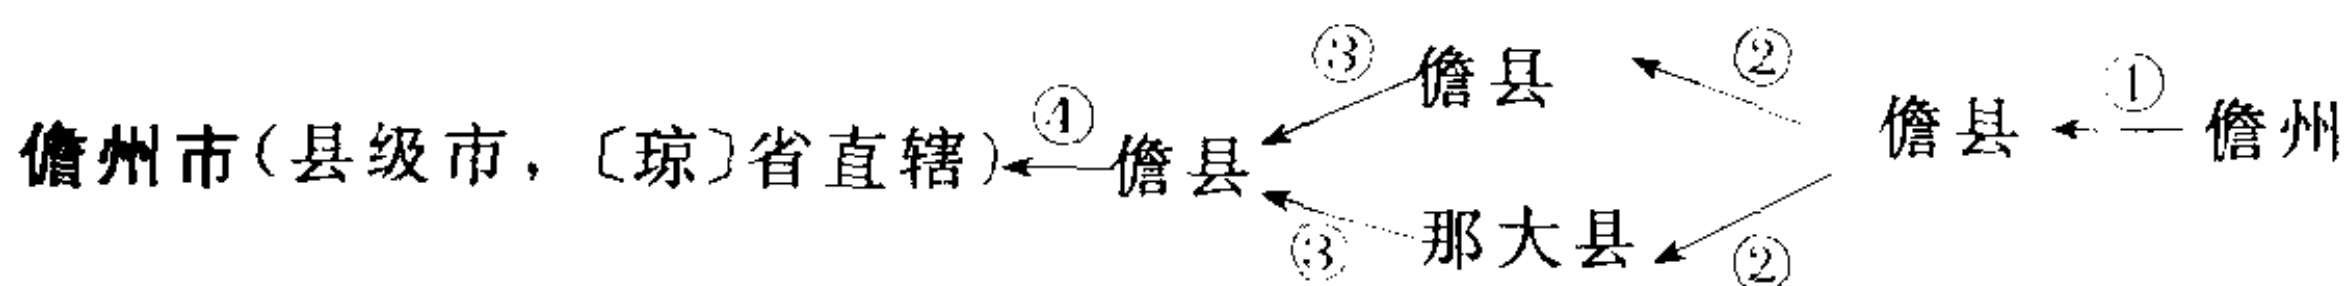 ③ 儋县 ②
儋州市(县级市，〔琼〕省直辖) ④ 儋县 儋县 ① 儋州
③ 那大县 ②